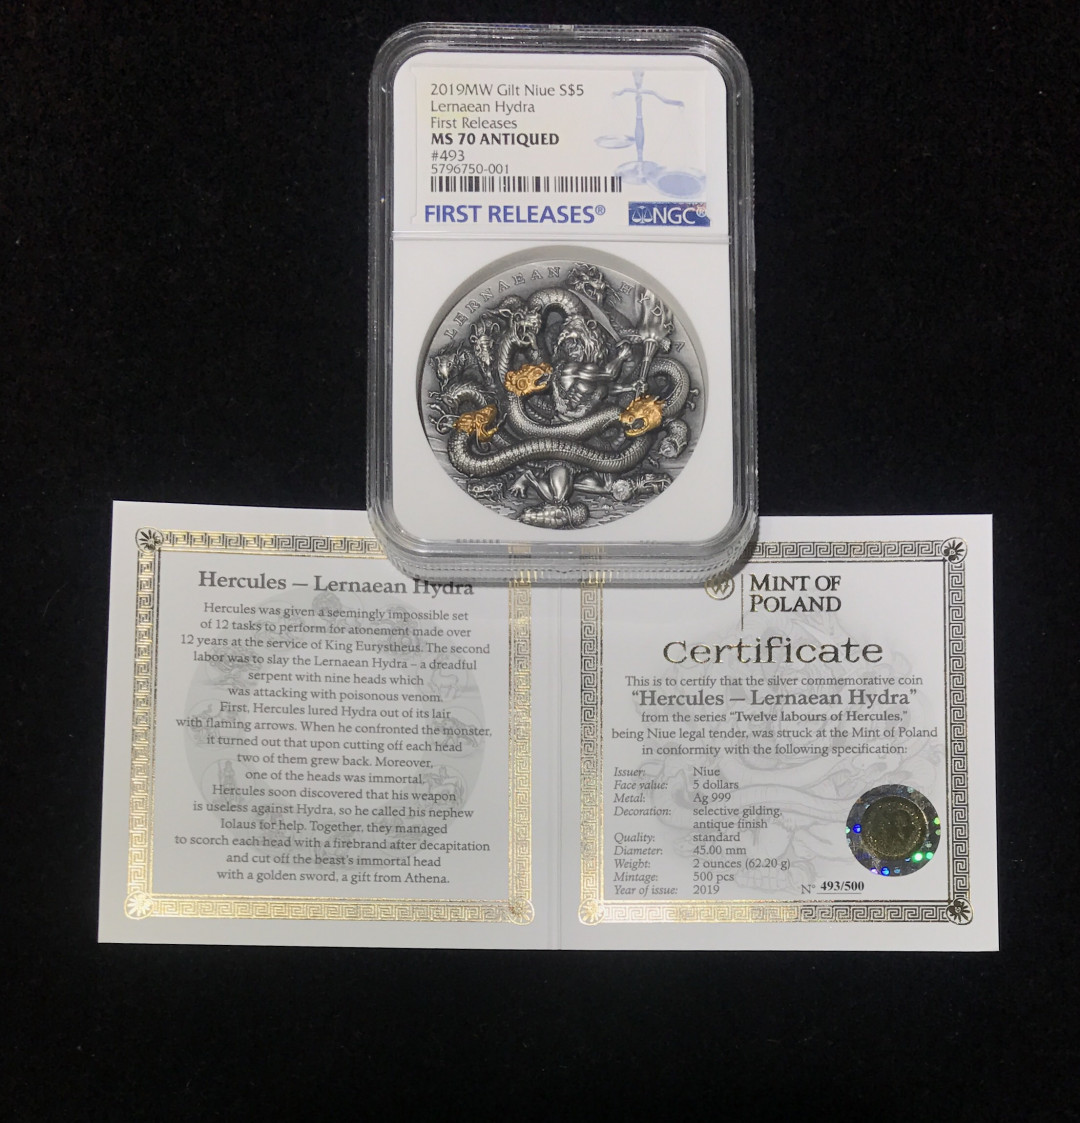 2019MW Gilt Niue S$5
Lernaean Hydra
First Releases
MS 70 ANTIQUED
#493
5796750-001
FIRST RELEASES®
NGC®
LERNAEAN HYDRA
Hercules — Lernaean Hydra
Hercules was given a seemingly impossible set
of 12 tasks to perform for atonement made over
12 years at the service of King Eurystheus. The second
labor was to slay the Lernaean Hydra – a dreadful
serpent with nine heads which
was attacking with poisonous venom.
First, Hercules lured Hydra out of its lair
with flaming arrows. When he confronted the monster,
it turned out that upon cutting off each head
two of them grew back. Moreover,
one of the heads was immortal.
Hercules soon discovered that his weapon
is useless against Hydra, so he called his nephew
Iolaus for help. Together, they managed
to scorch each head with a firebrand after decapitation
and cut off the beast's immortal head
with a golden sword, a gift from Athena.
MINT OF
POLAND
Certificate
This is to certify that the silver commemorative coin
“Hercules — Lernaean Hydra”
from the series “Twelve labours of Hercules,”
being Niue legal tender, was struck at the Mint of Poland
in conformity with the following specification:
Issuer: Niue
Face value: 5 dollars
Metal: Ag 999
Decoration: selective gilding,
antique finish
Quality: standard
Diameter: 45.00 mm
Weight: 2 ounces (62.20 g)
Mintage: 500 pcs
Year of issue: 2019
N° 493/500